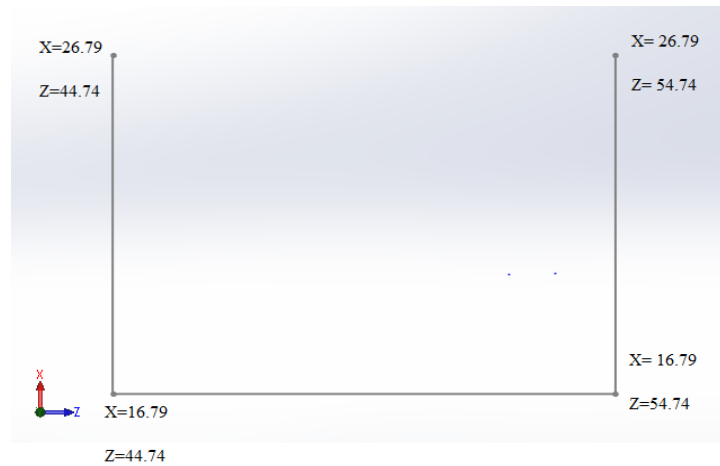 X=26.79
Z=44.74
X= 26.79
Z= 54.74
X
Z
X=16.79
Z=44.74
X= 16.79
Z=54.74